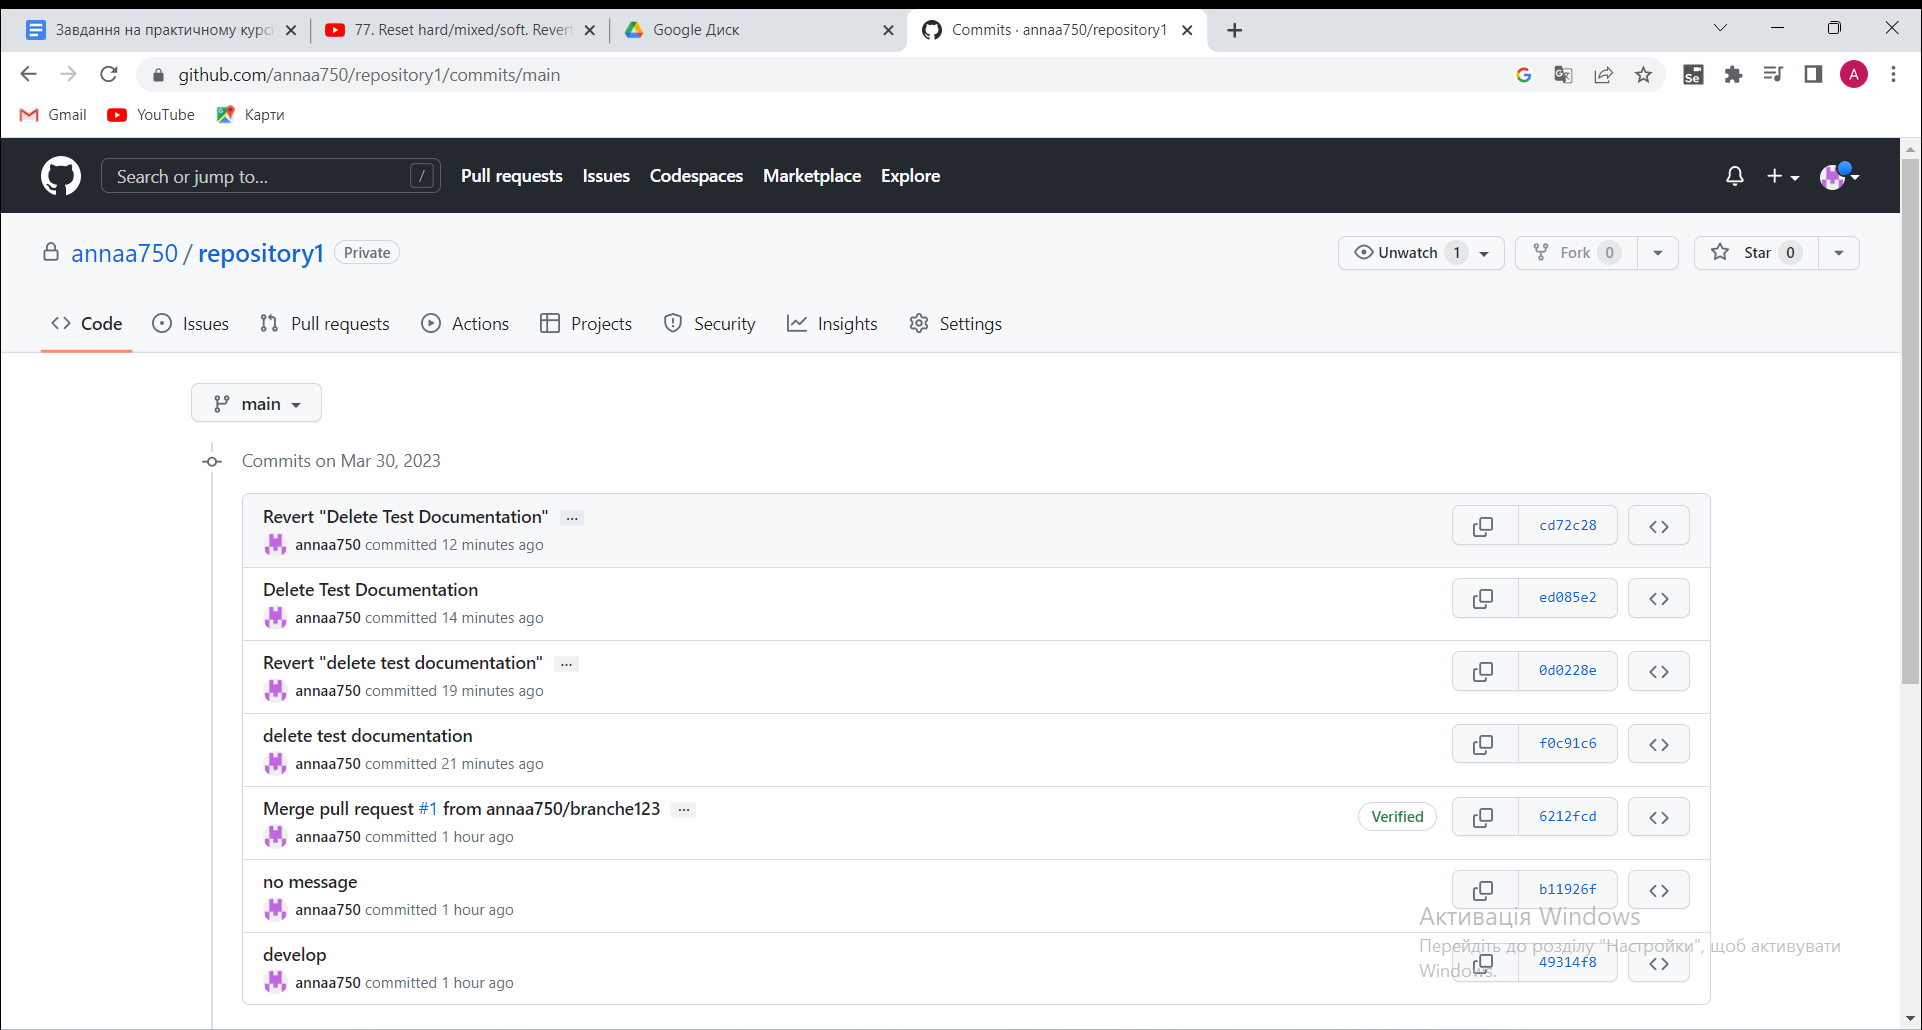 Завдання на практичному курсі
77. Reset hard/mixed/soft. Revert
Google Диск
Commits · annaa750/repository1
github.com/annaa750/repository1/commits/main
Se
A
Gmail
YouTube
Карти
Search or jump to...
/
Pull requests
Issues
Codespaces
Marketplace
Explore
annaa750 / repository1
Private
Unwatch 1
Fork 0
Star 0
Code
Issues
Pull requests
Actions
Projects
Security
Insights
Settings
main
Commits on Mar 30, 2023
Revert "Delete Test Documentation" ...
annaa750 committed 12 minutes ago
cd72c28
Delete Test Documentation
annaa750 committed 14 minutes ago
ed085e2
Revert "delete test documentation" ...
annaa750 committed 19 minutes ago
0d0228e
delete test documentation
annaa750 committed 21 minutes ago
f0c91c6
Merge pull request #1 from annaa750/branche123 ...
annaa750 committed 1 hour ago
Verified
6212fcd
no message
annaa750 committed 1 hour ago
b11926f
develop
annaa750 committed 1 hour ago
49314f8
Активація Windows
Перейдіть до розділу "Настройки", щоб активувати
Windows.